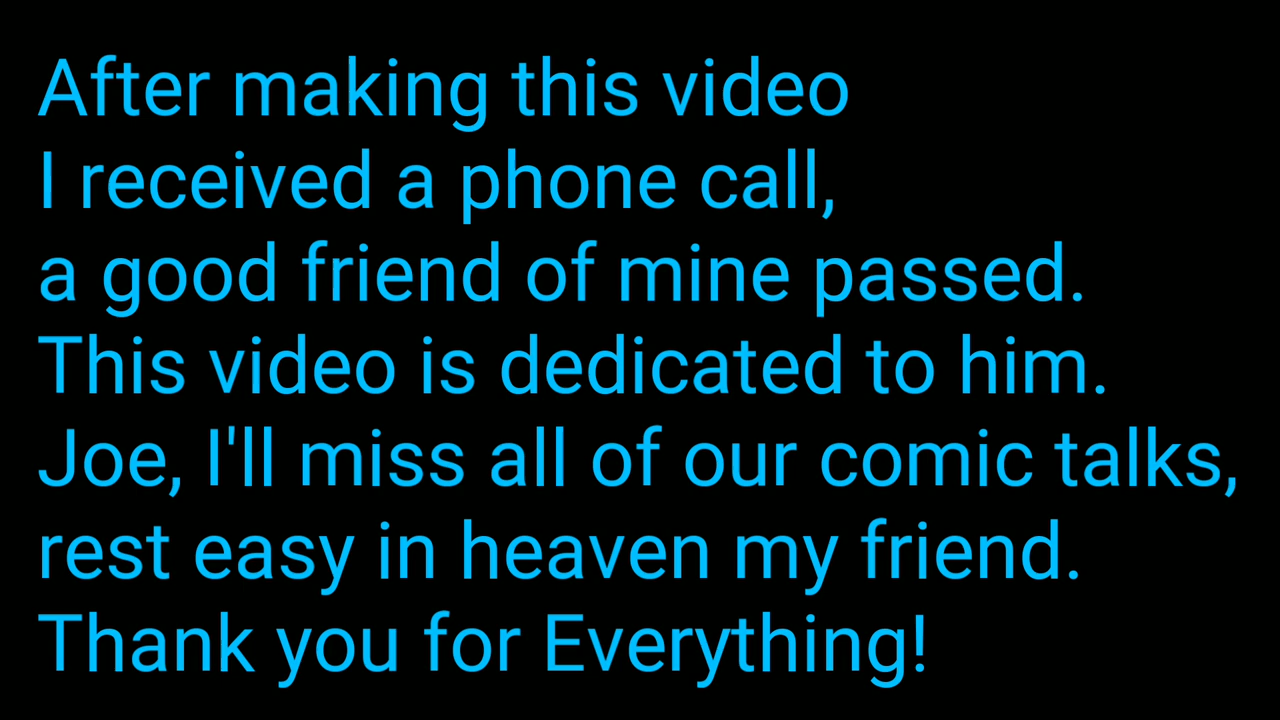 After making this video
I received a phone call,
a good friend of mine passed.
This video is dedicated to him.
Joe, I'll miss all of our comic talks,
rest easy in heaven my friend.
Thank you for Everything!